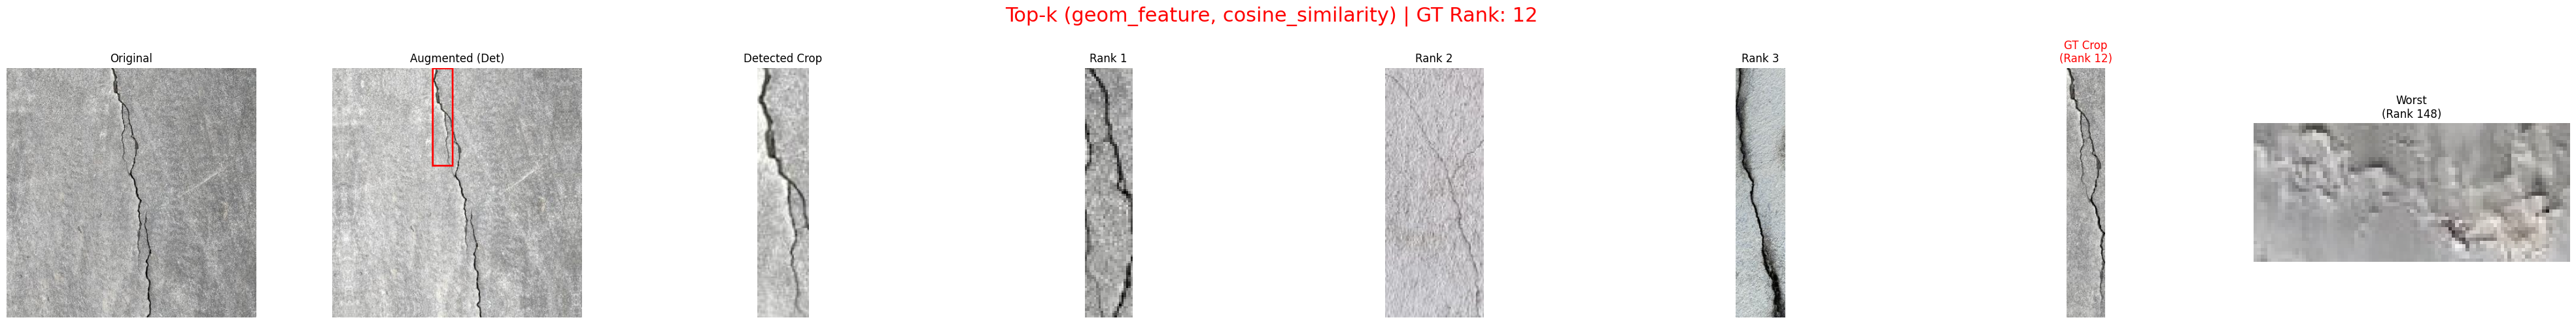 Top-k (geom_feature, cosine_similarity) | GT Rank: 12
Original
Augmented (Det)
Detected Crop
Rank 1
Rank 2
Rank 3
GT Crop
(Rank 12)
Worst
(Rank 148)